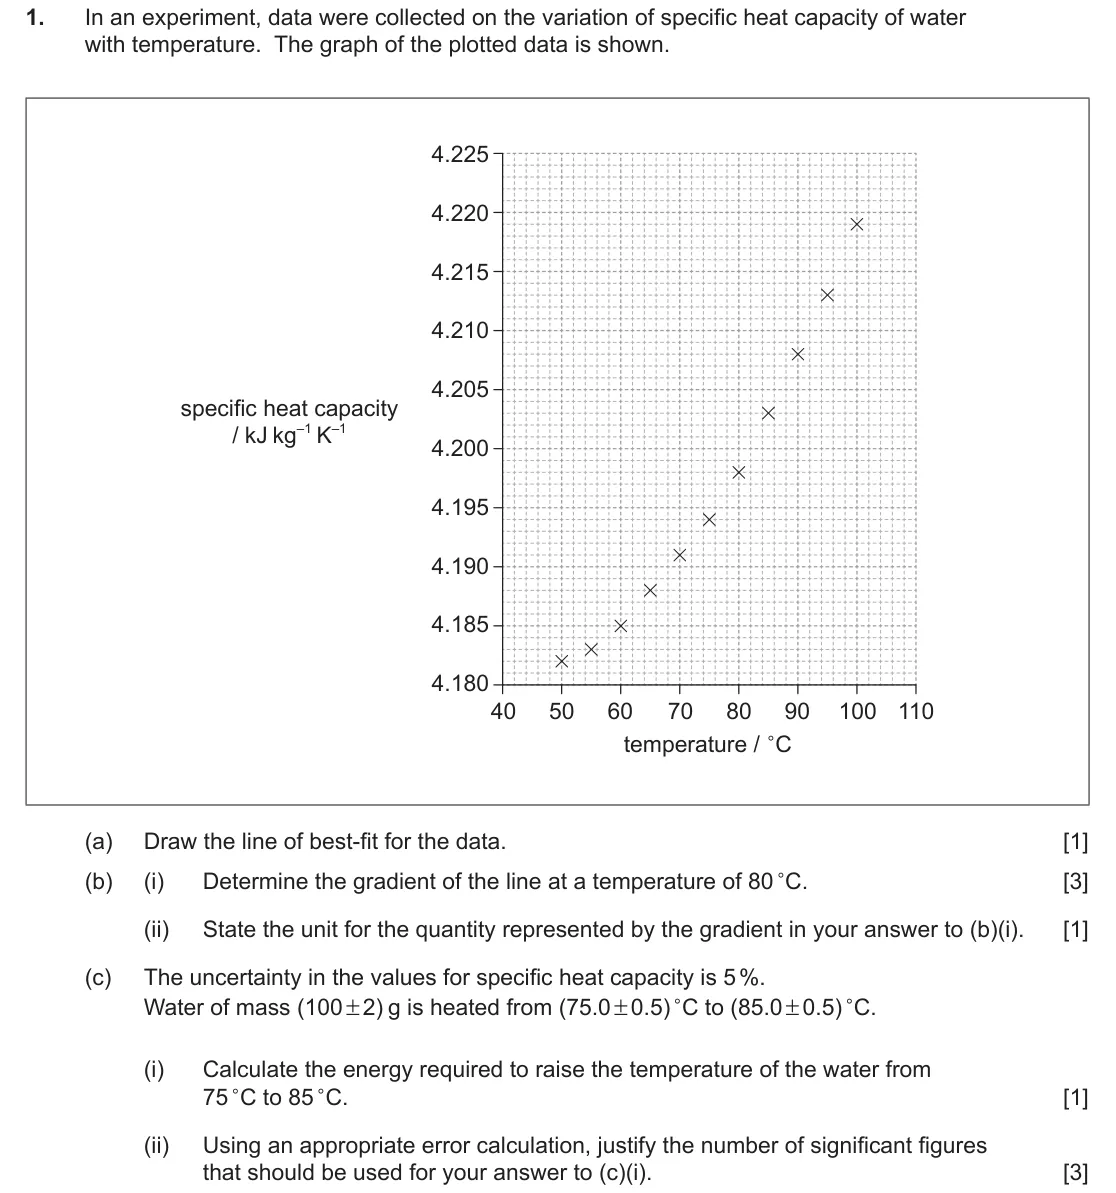 1. In an experiment, data were collected on the variation of specific heat capacity of water
with temperature. The graph of the plotted data is shown.
4.225
4.220
4.215
4.210
4.205
specific heat capacity
/ kJ kg⁻¹ K⁻¹
4.200
4.195
4.190
4.185
4.180
40 50 60 70 80 90 100 110
temperature / °C
(a) Draw the line of best-fit for the data. [1]
(b) (i) Determine the gradient of the line at a temperature of 80 °C. [3]
(ii) State the unit for the quantity represented by the gradient in your answer to (b)(i). [1]
(c) The uncertainty in the values for specific heat capacity is 5 %.
Water of mass (100 ± 2) g is heated from (75.0 ± 0.5) °C to (85.0 ± 0.5) °C.
(i) Calculate the energy required to raise the temperature of the water from
75 °C to 85 °C. [1]
(ii) Using an appropriate error calculation, justify the number of significant figures
that should be used for your answer to (c)(i). [3]